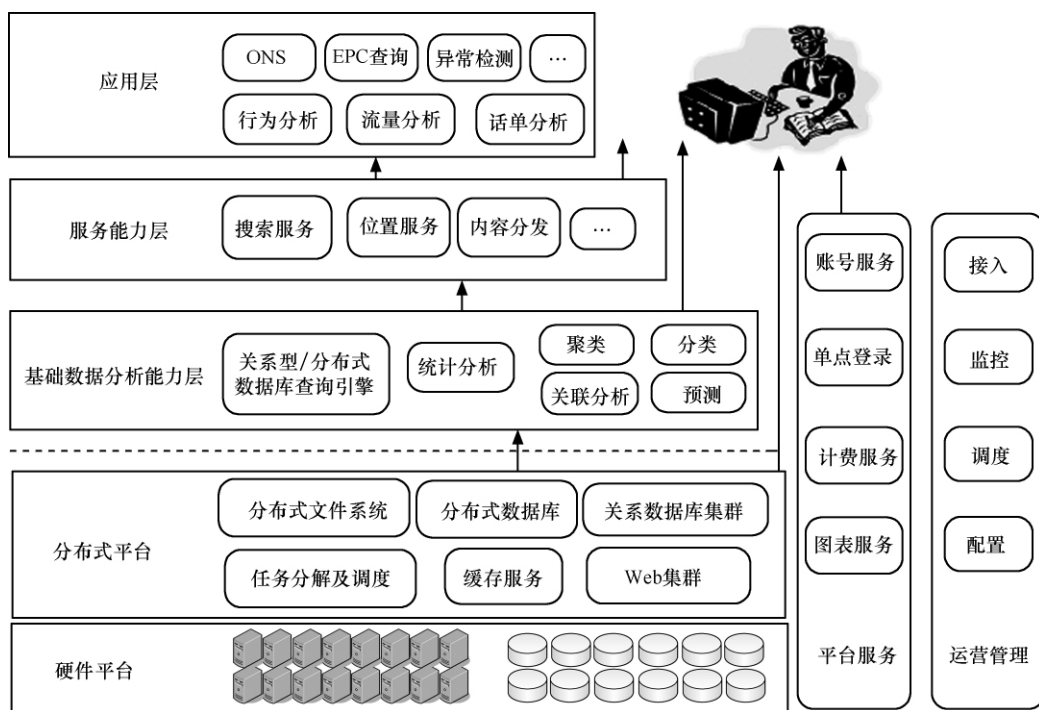 应用层
ONS
EPC查询
异常检测
…
行为分析
流量分析
话单分析
服务能力层
搜索服务
位置服务
内容分发
…
基础数据分析能力层
关系型/分布式
数据库查询引擎
统计分析
聚类
分类
关联分析
预测
分布式平台
分布式文件系统
分布式数据库
关系数据库集群
任务分解及调度
缓存服务
Web集群
硬件平台
账号服务
单点登录
计费服务
图表服务
平台服务
接入
监控
调度
配置
运营管理